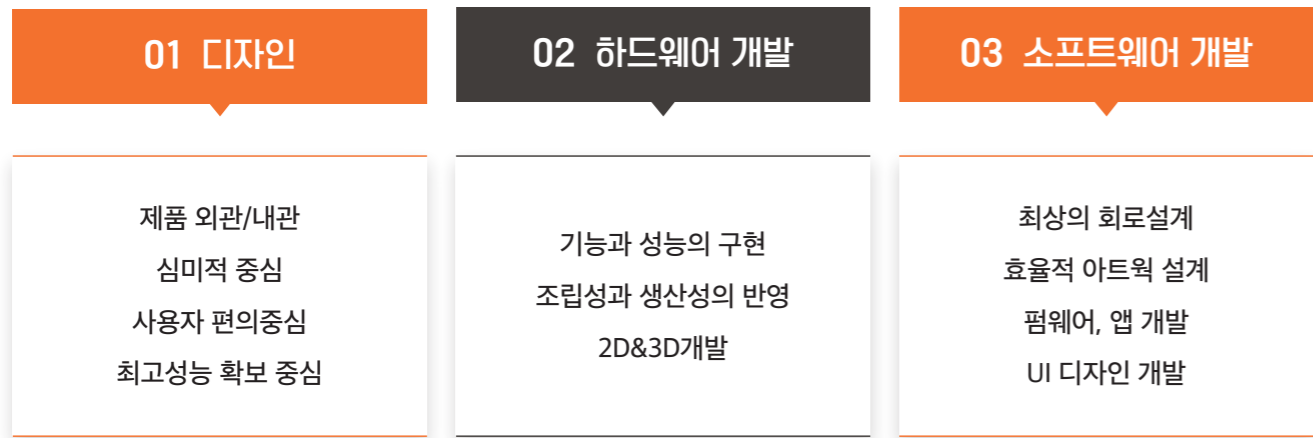 01 디자인
제품 외관/내관
심미적 중심
사용자 편의중심
최고성능 확보 중심
02 하드웨어 개발
기능과 성능의 구현
조립성과 생산성의 반영
2D&3D개발
03 소프트웨어 개발
최상의 회로설계
효율적 아트웍 설계
펌웨어, 앱 개발
UI 디자인 개발